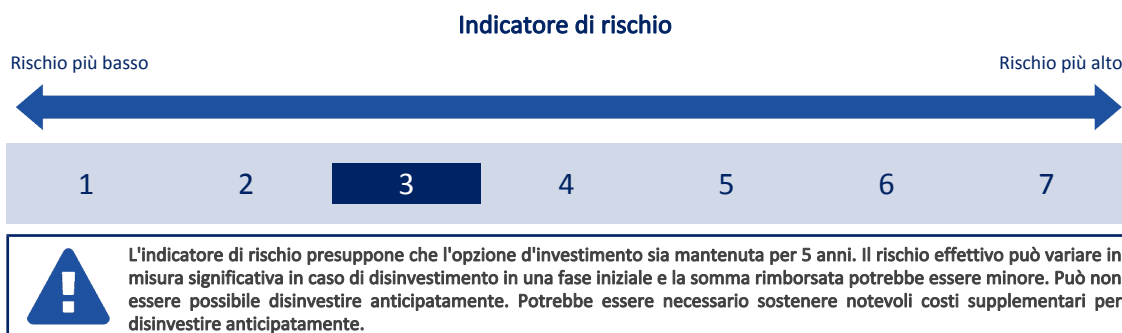 Indicatore di rischio
Rischio più basso
Rischio più alto
1 2 3 4 5 6 7
L'indicatore di rischio presuppone che l'opzione d'investimento sia mantenuta per 5 anni. Il rischio effettivo può variare in
misura significativa in caso di disinvestimento in una fase iniziale e la somma rimborsata potrebbe essere minore. Può non
essere possibile disinvestire anticipatamente. Potrebbe essere necessario sostenere notevoli costi supplementari per
disinvestire anticipatamente.